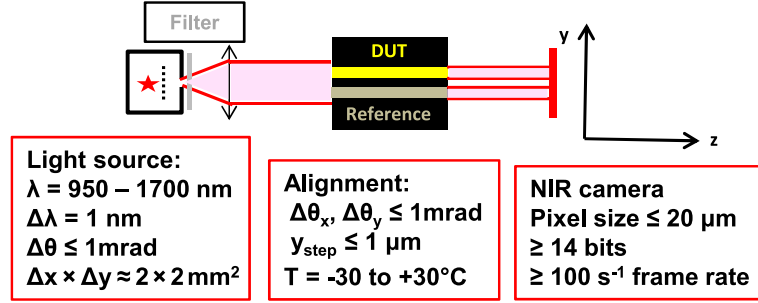 Filter
DUT
Reference
y
z
Light source:
λ = 950 – 1700 nm
Δλ = 1 nm
Δθ ≤ 1mrad
Δx × Δy ≈ 2 × 2 mm²
Alignment:
Δθₓ, Δθᵧ ≤ 1mrad
y_step ≤ 1 μm
T = -30 to +30°C
NIR camera
Pixel size ≤ 20 μm
≥ 14 bits
≥ 100 s⁻¹ frame rate